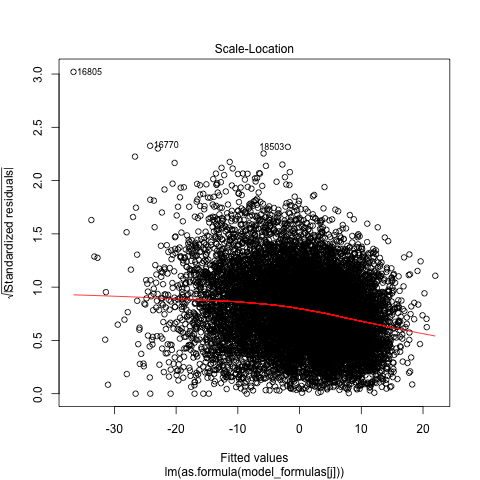 Scale-Location
√|Standardized residuals|
3.0
2.5
2.0
1.5
1.0
0.5
0.0
16805
16770
18503
-30 -20 -10 0 10 20
Fitted values
lm(as.formula(model_formulas[j]))